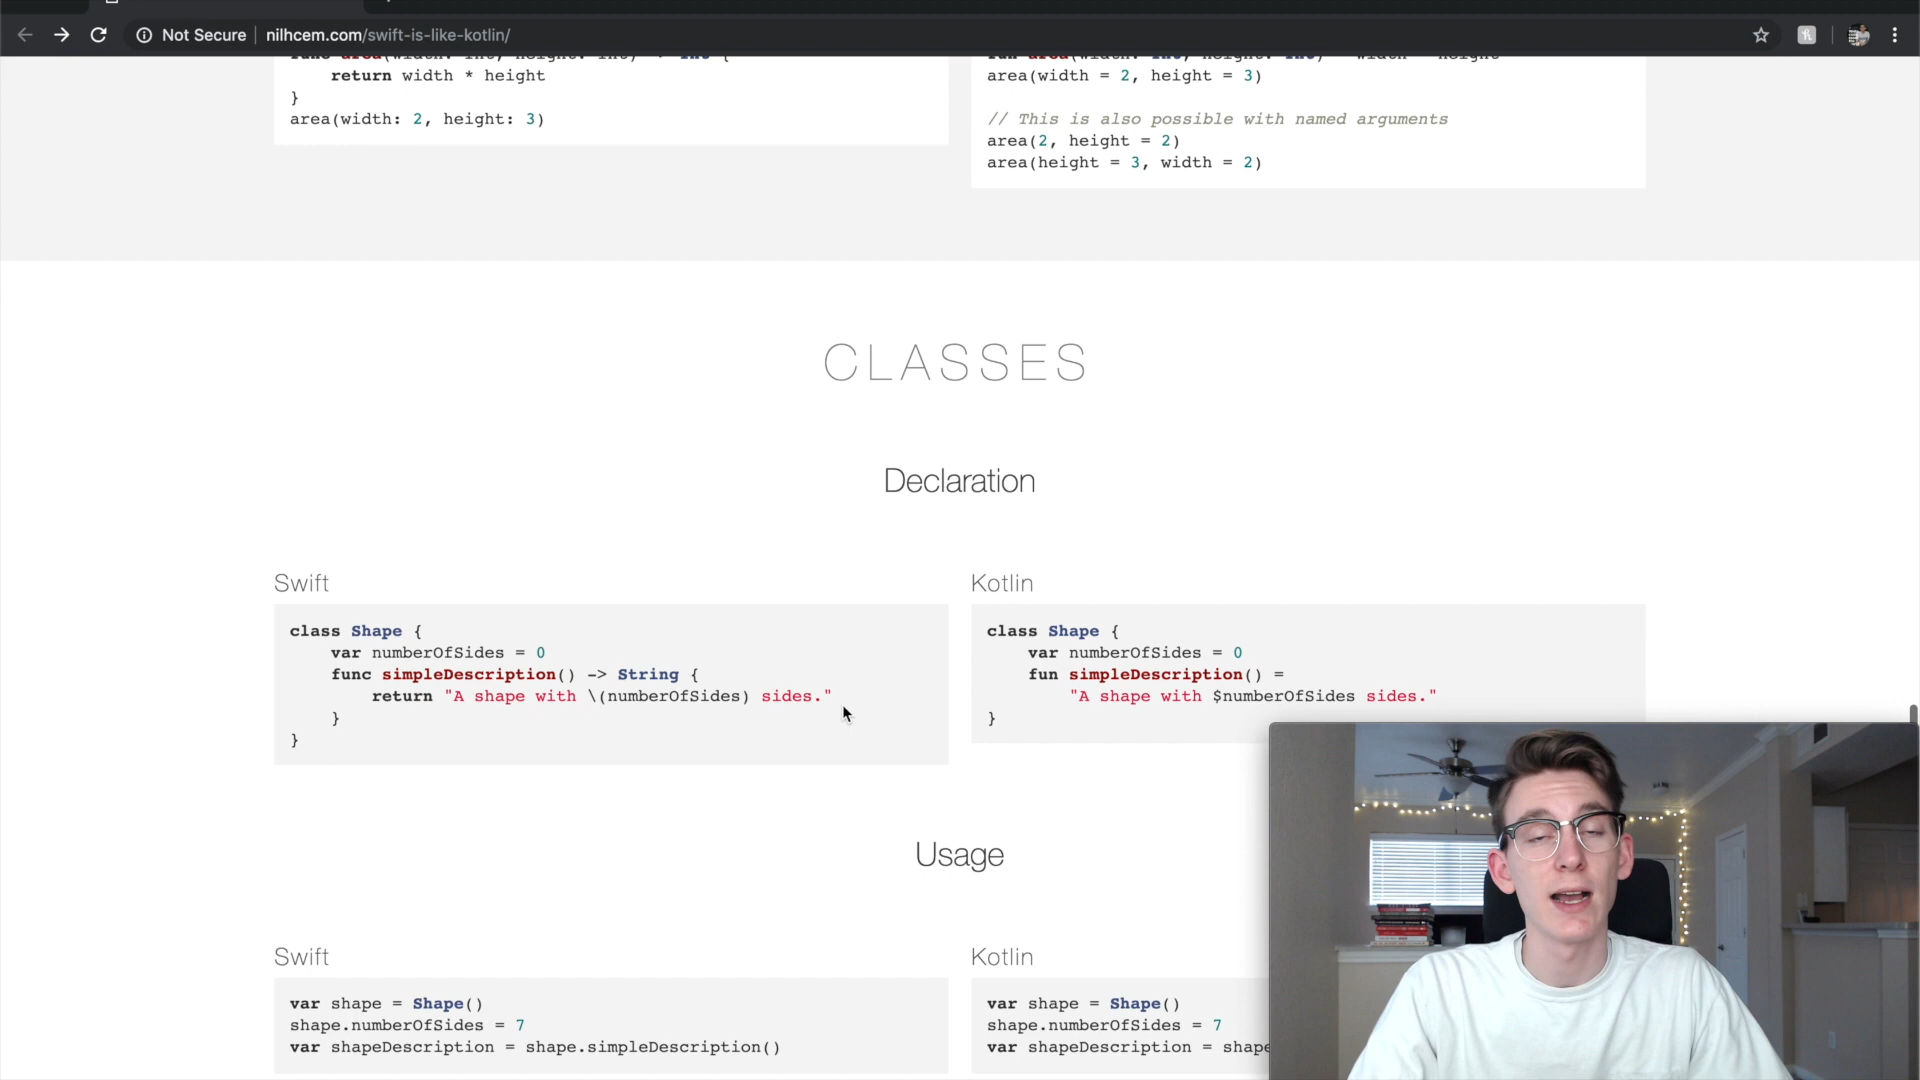 Not Secure
nilhcem.com/swift-is-like-kotlin/
return width * height
}
area(width: 2, height: 3)
area(width = 2, height = 3)
// This is also possible with named arguments
area(2, height = 2)
area(height = 3, width = 2)
CLASSES
Declaration
Swift
class Shape {
var numberOfSides = 0
func simpleDescription() -> String {
return "A shape with \(numberOfSides) sides."
}
}
Kotlin
class Shape {
var numberOfSides = 0
fun simpleDescription() =
"A shape with $numberOfSides sides."
}
Usage
Swift
var shape = Shape()
shape.numberOfSides = 7
var shapeDescription = shape.simpleDescription()
Kotlin
var shape = Shape()
shape.numberOfSides = 7
var shapeDescription = shape